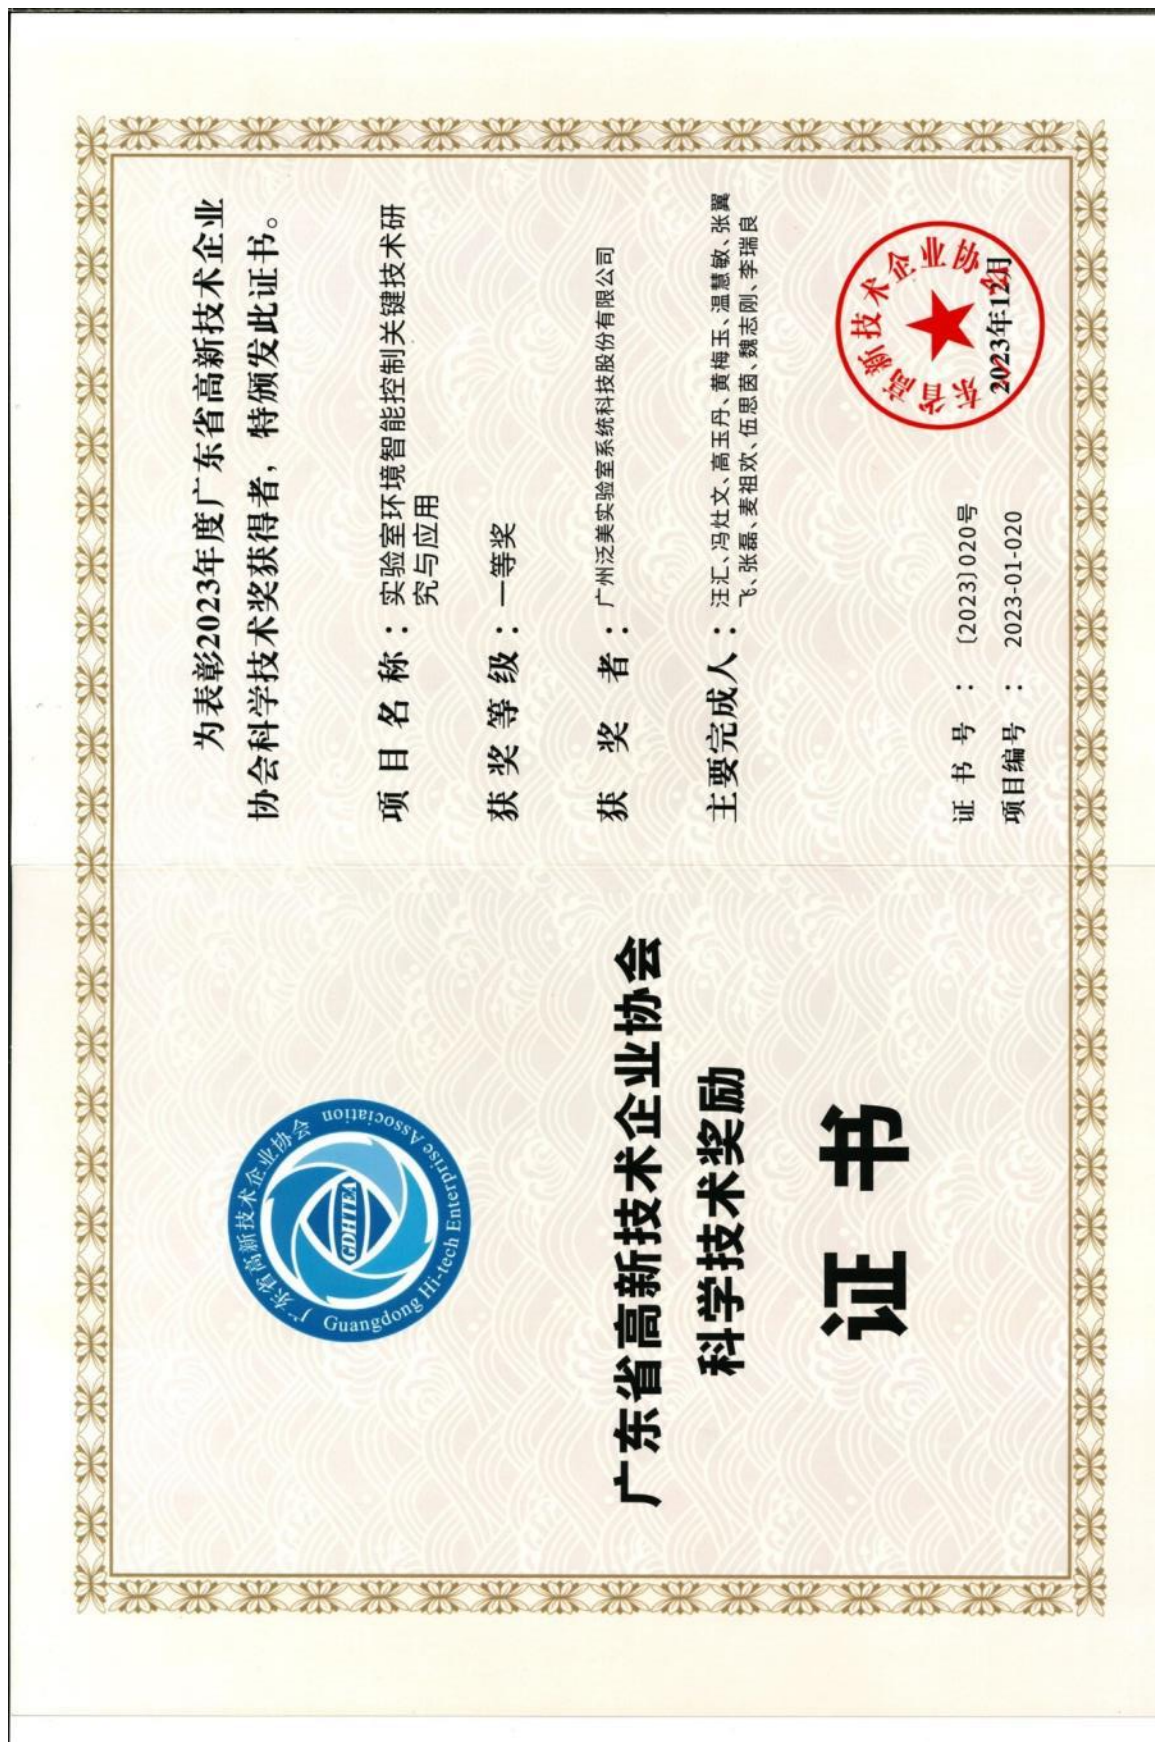 广东省高新技术企业协会
Guangdong Hi-tech Enterprise Association
GDHTEA
广东省高新技术企业协会
科学技术奖励
证书
为表彰2023年度广东省高新技术企业
协会科学技术奖获得者，特颁发此证书。
项目名称：实验室环境智能控制关键技术研
究与应用
获奖等级：一等奖
获奖者：广州泛美实验室系统科技股份有限公司
主要完成人：汪汇、冯灶文、高玉丹、黄梅玉、温慧敏、张翼
飞、张磊、麦祖欢、伍思茵、魏志刚、李瑞良
证书号：〔2023〕020号
项目编号：2023-01-020
广东省高新技术企业协会
2023年12月